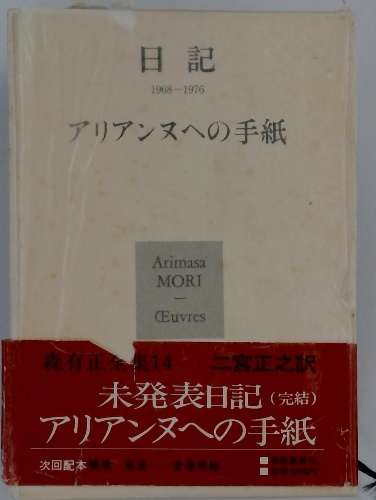 日記
1968—1976
アリアンヌへの手紙
Arimasa
MORI
—
Œuvres
森有正全集14 二宮正之訳
未発表日記(完結)
アリアンヌへの手紙
次回配本